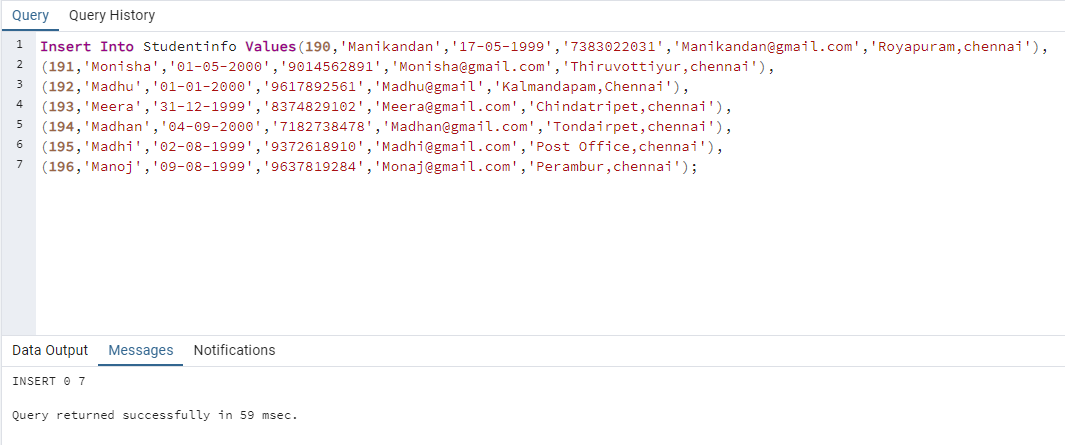 Query Query History
1 Insert Into Studentinfo Values(190,'Manikandan','17-05-1999','7383022031','Manikandan@gmail.com','Royapuram,chennai'),
2 (191,'Monisha','01-05-2000','9014562891','Monisha@gmail.com','Thiruvottiyur,chennai'),
3 (192,'Madhu','01-01-2000','9617892561','Madhu@gmail','Kalmandapam,Chennai'),
4 (193,'Meera','31-12-1999','8374829102','Meera@gmail.com','Chindatripet,chennai'),
5 (194,'Madhan','04-09-2000','7182738478','Madhan@gmail.com','Tondairpet,chennai'),
6 (195,'Madhi','02-08-1999','9372618910','Madhi@gmail.com','Post Office,chennai'),
7 (196,'Manoj','09-08-1999','9637819284','Monaj@gmail.com','Perambur,chennai');
Data Output Messages Notifications
INSERT 0 7
Query returned successfully in 59 msec.